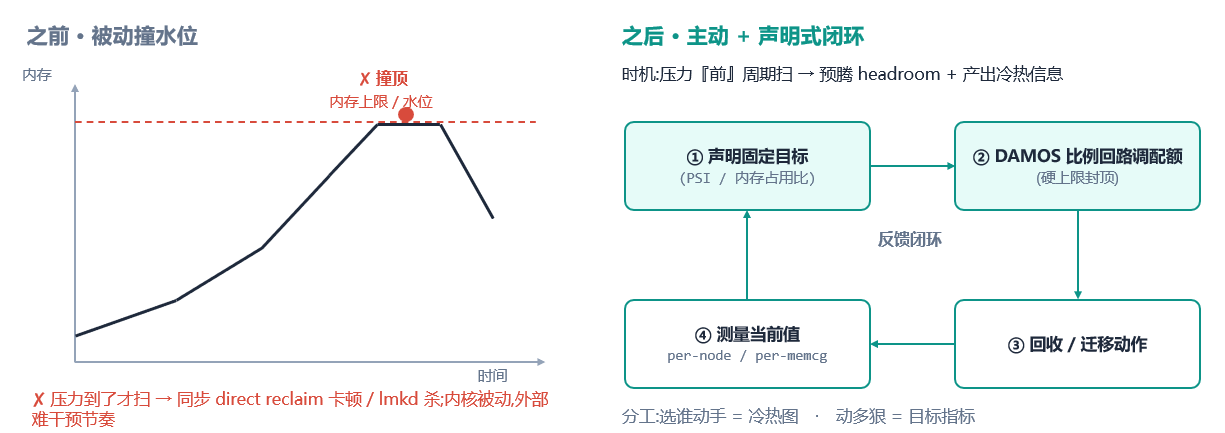 之前·被动撞水位
内存
✗ 撞顶
内存上限 / 水位
时间
✗ 压力到了才扫 → 同步 direct reclaim 卡顿 / lmkd 杀;内核被动,外部
难干预节奏
之后·主动 + 声明式闭环
时机:压力『前』周期扫 → 预腾 headroom + 产出冷热信息
① 声明固定目标
(PSI / 内存占用比)
② DAMOS 比例回路调配额
(硬上限封顶)
反馈闭环
④ 测量当前值
per-node / per-memcg
③ 回收 / 迁移动作
分工:选谁动手 = 冷热图 · 动多狠 = 目标指标